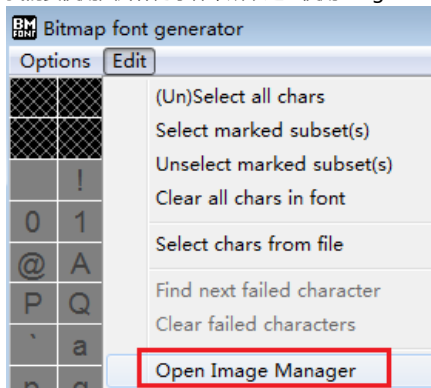 BM FONT Bitmap font generator
Options Edit
(Un)Select all chars
Select marked subset(s)
Unselect marked subset(s)
Clear all chars in font
Select chars from file
Find next failed character
Clear failed characters
Open Image Manager
!
0 1
@ A
P Q
` a
p q